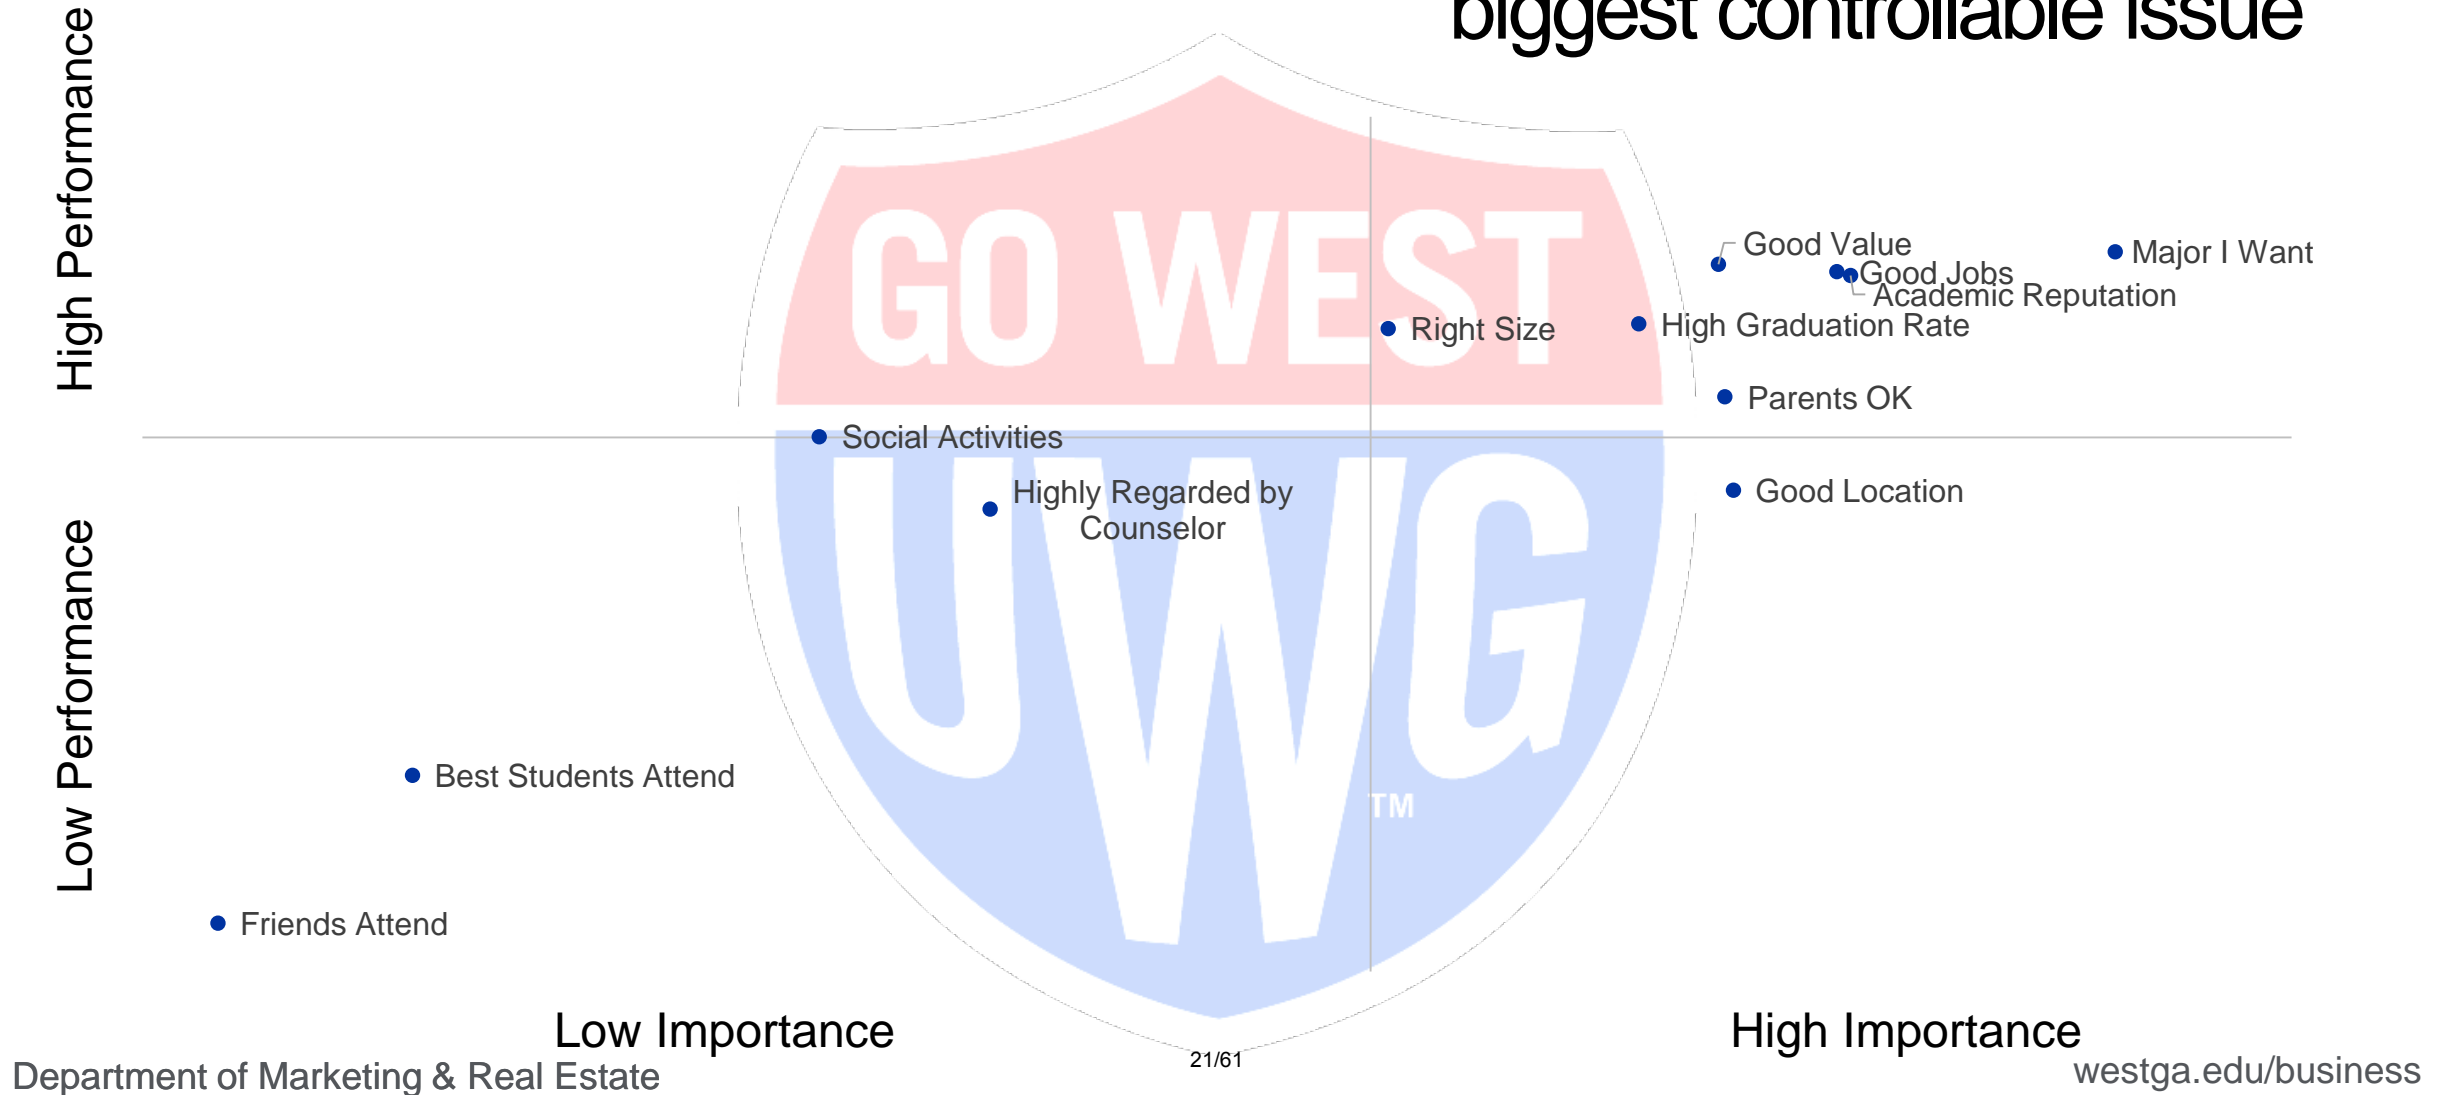 biggest controllable issue
High Performance
GO WEST
Good Value
Major I Want
Good Jobs
Academic Reputation
Right Size
High Graduation Rate
Parents OK
Social Activities
Highly Regarded by
Counselor
Good Location
UWG
Low Performance
Best Students Attend
TM
Friends Attend
Low Importance
High Importance
21/61
Department of Marketing & Real Estate
westga.edu/business